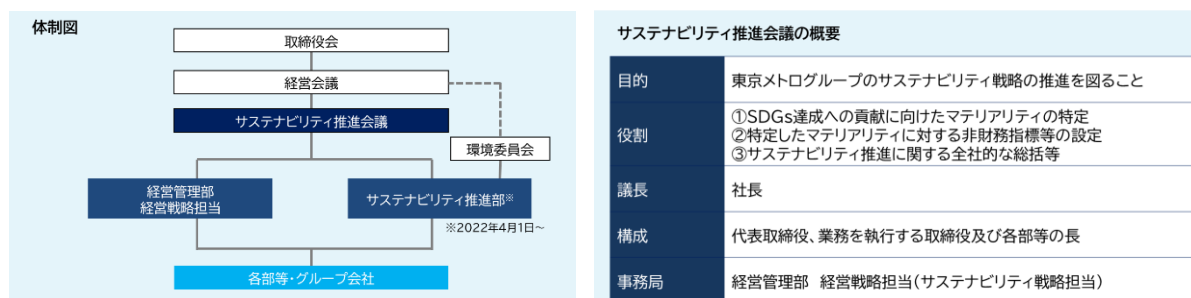 体制図
取締役会
経営会議
サステナビリティ推進会議
環境委員会
経営管理部
経営戦略担当
サステナビリティ推進部※
※2022年4月1日~
各部等・グループ会社
サステナビリティ推進会議の概要
目的 東京メトログループのサステナビリティ戦略の推進を図ること
役割 ①SDGs達成への貢献に向けたマテリアリティの特定
②特定したマテリアリティに対する非財務指標等の設定
③サステナビリティ推進に関する全社的な総括等
議長 社長
構成 代表取締役、業務を執行する取締役及び各部等の長
事務局 経営管理部 経営戦略担当(サステナビリティ戦略担当)